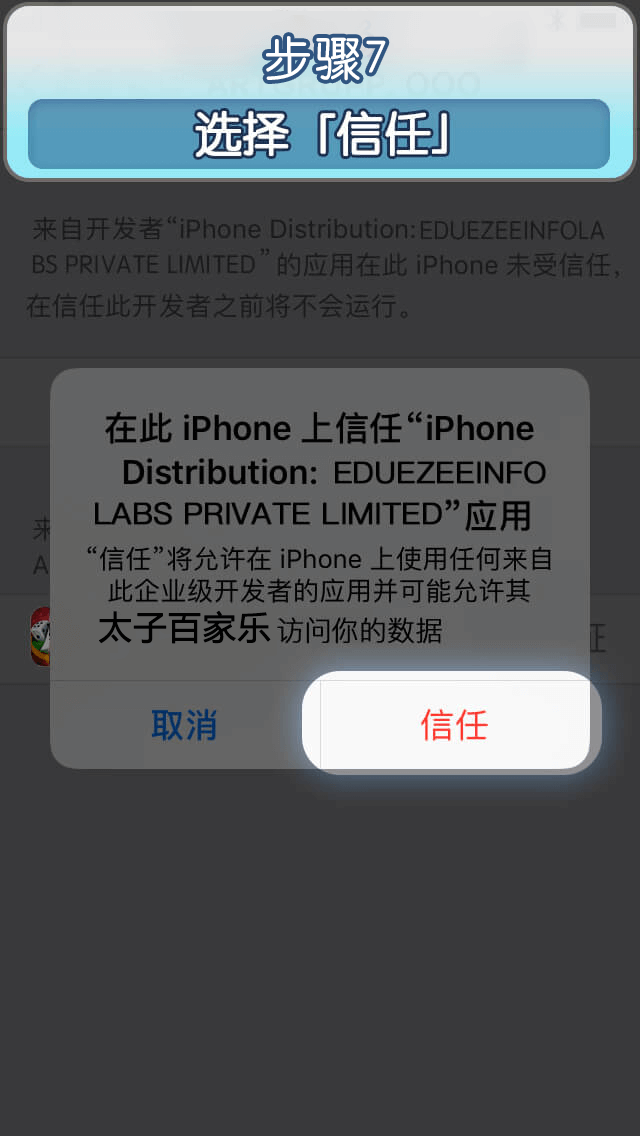 步骤7
选择「信任」
来自开发者“iPhone Distribution:EDUEZEEINFOLA
BS PRIVATE LIMITED”的应用在此 iPhone 未受信任,
在信任此开发者之前将不会运行。
在此 iPhone 上信任“iPhone
Distribution: EDUEZEEINFO
LABS PRIVATE LIMITED”应用
“信任”将允许在 iPhone 上使用任何来自
此企业级开发者的应用并可能允许其
太子百家乐 访问你的数据
来
A
证
取消
信任